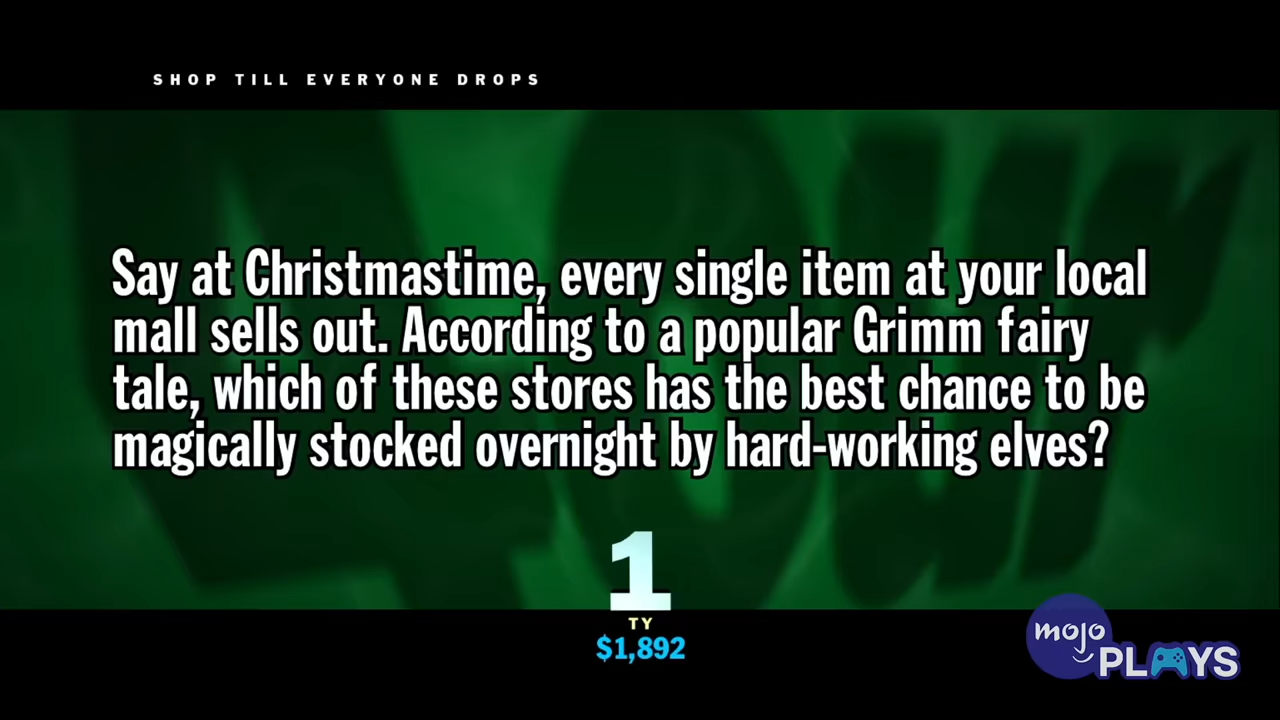 SHOP TILL EVERYONE DROPS
Say at Christmastime, every single item at your local
mall sells out. According to a popular Grimm fairy
tale, which of these stores has the best chance to be
magically stocked overnight by hard-working elves?
1
TY
$1,892
mojo
PLAYS